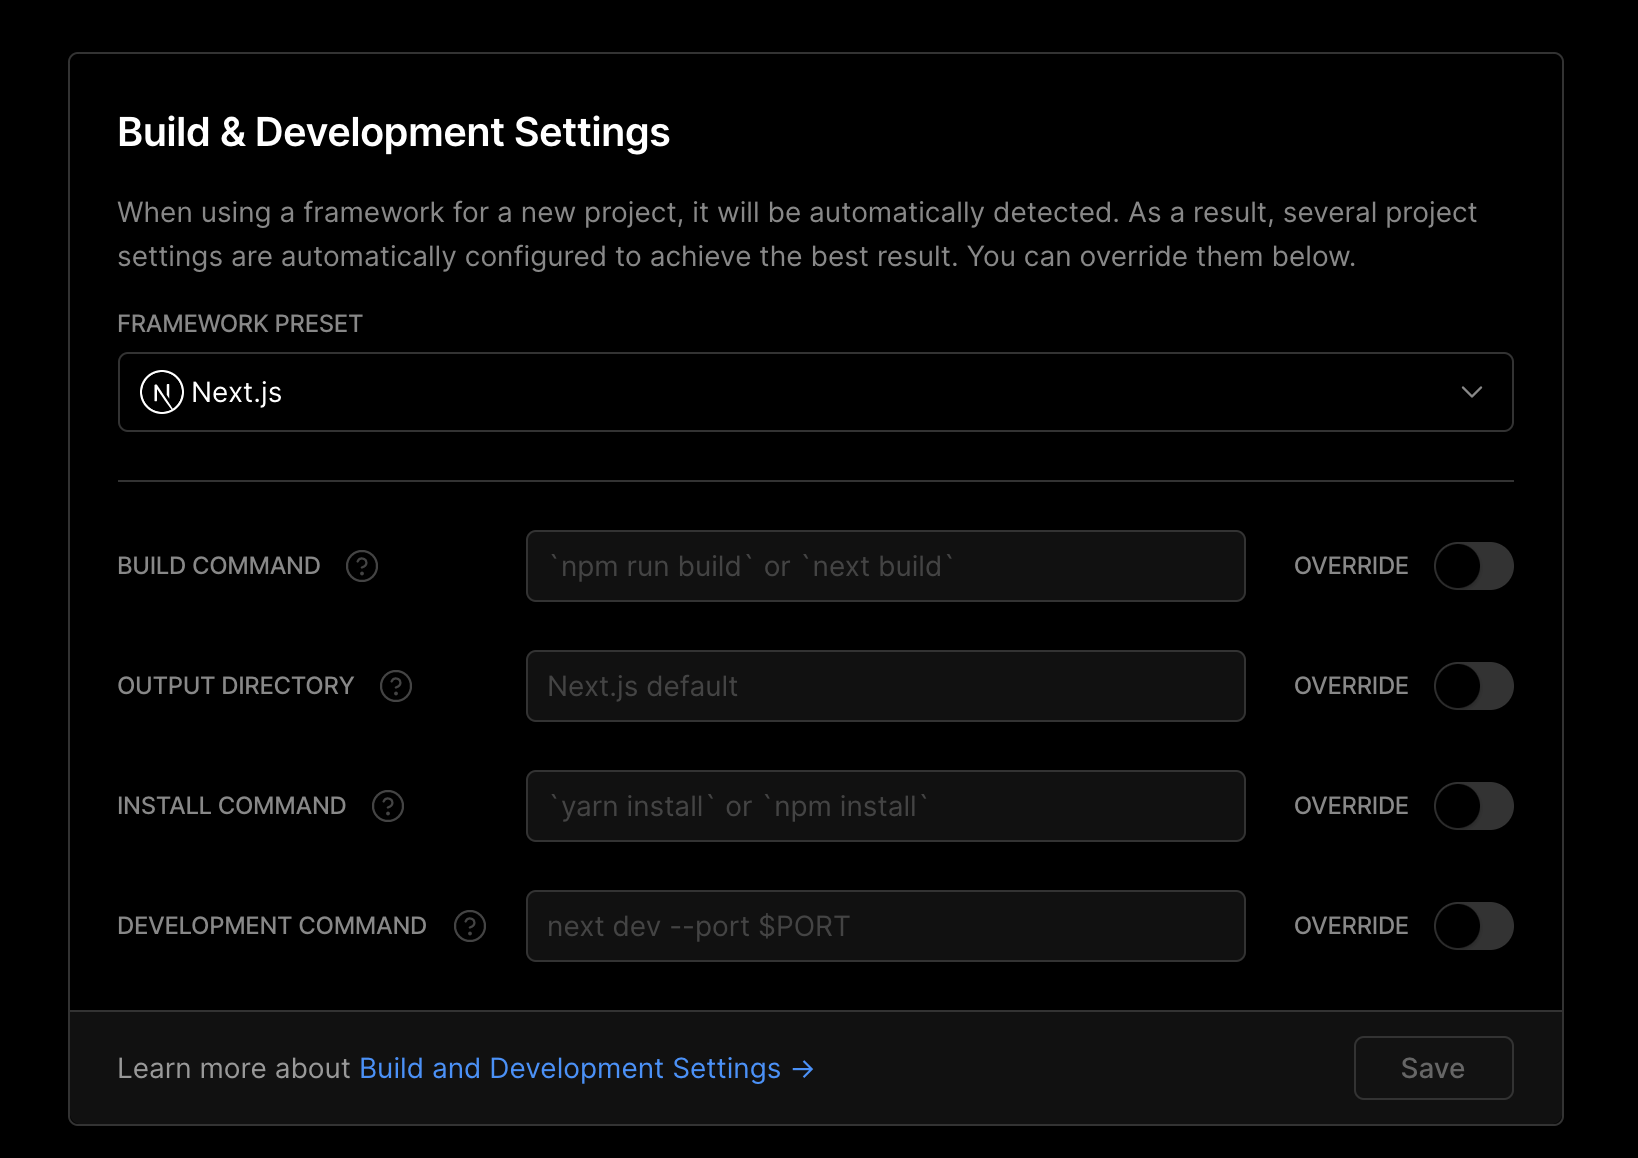 Build & Development Settings
When using a framework for a new project, it will be automatically detected. As a result, several project
settings are automatically configured to achieve the best result. You can override them below.
FRAMEWORK PRESET
N Next.js
BUILD COMMAND ? `npm run build` or `next build` OVERRIDE
OUTPUT DIRECTORY ? Next.js default OVERRIDE
INSTALL COMMAND ? `yarn install` or `npm install` OVERRIDE
DEVELOPMENT COMMAND ? next dev --port $PORT OVERRIDE
Learn more about Build and Development Settings → Save